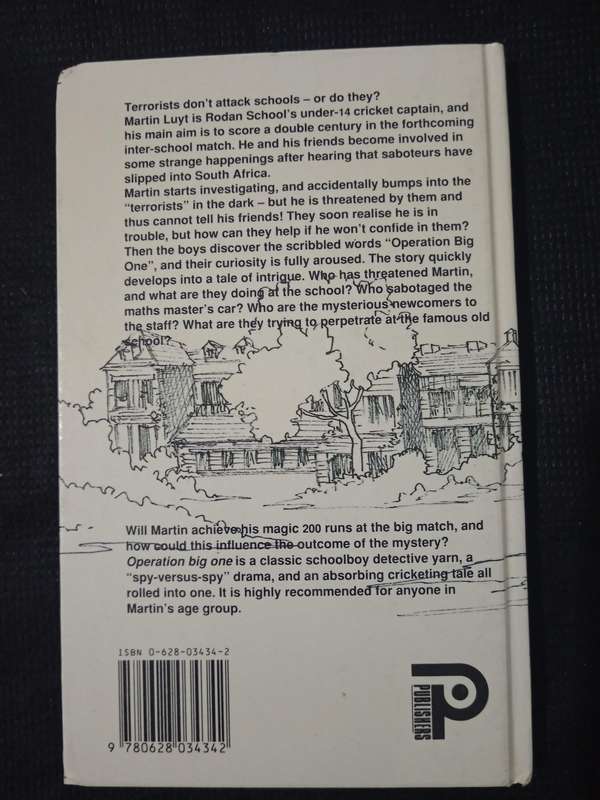 Terrorists don't attack schools – or do they?
Martin Luyt is Rodan School's under-14 cricket captain, and
his main aim is to score a double century in the forthcoming
inter-school match. He and his friends become involved in
some strange happenings after hearing that saboteurs have
slipped into South Africa.
Martin starts investigating, and accidentally bumps into the
"terrorists" in the dark – but he is threatened by them and
thus cannot tell his friends! They soon realise he is in
trouble, but how can they help if he won't confide in them?
Then the boys discover the scribbled words "Operation Big
One", and their curiosity is fully aroused. The story quickly
develops into a tale of intrigue. Who has threatened Martin,
and what are they doing at the school? Who sabotaged the
maths master's car? Who are the mysterious newcomers to
the staff? What are they trying to perpetrate at the famous old
school?
Will Martin achieve his magic 200 runs at the big match, and
how could this influence the outcome of the mystery?
Operation big one is a classic schoolboy detective yarn, a
"spy-versus-spy" drama, and an absorbing cricketing tale all
rolled into one. It is highly recommended for anyone in
Martin's age group.
ISBN 0-628-03434-2
9 780628 034342
PUBLISHERS